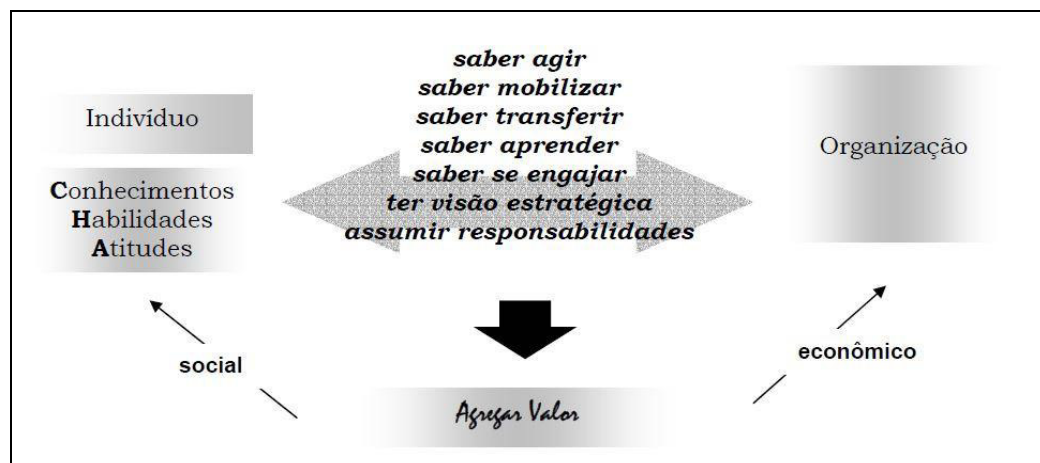 Indivíduo
Conhecimentos
Habilidades
Atitudes
saber agir
saber mobilizar
saber transferir
saber aprender
saber se engajar
ter visão estratégica
assumir responsabilidades
Organização
social
econômico
Agregar Valor